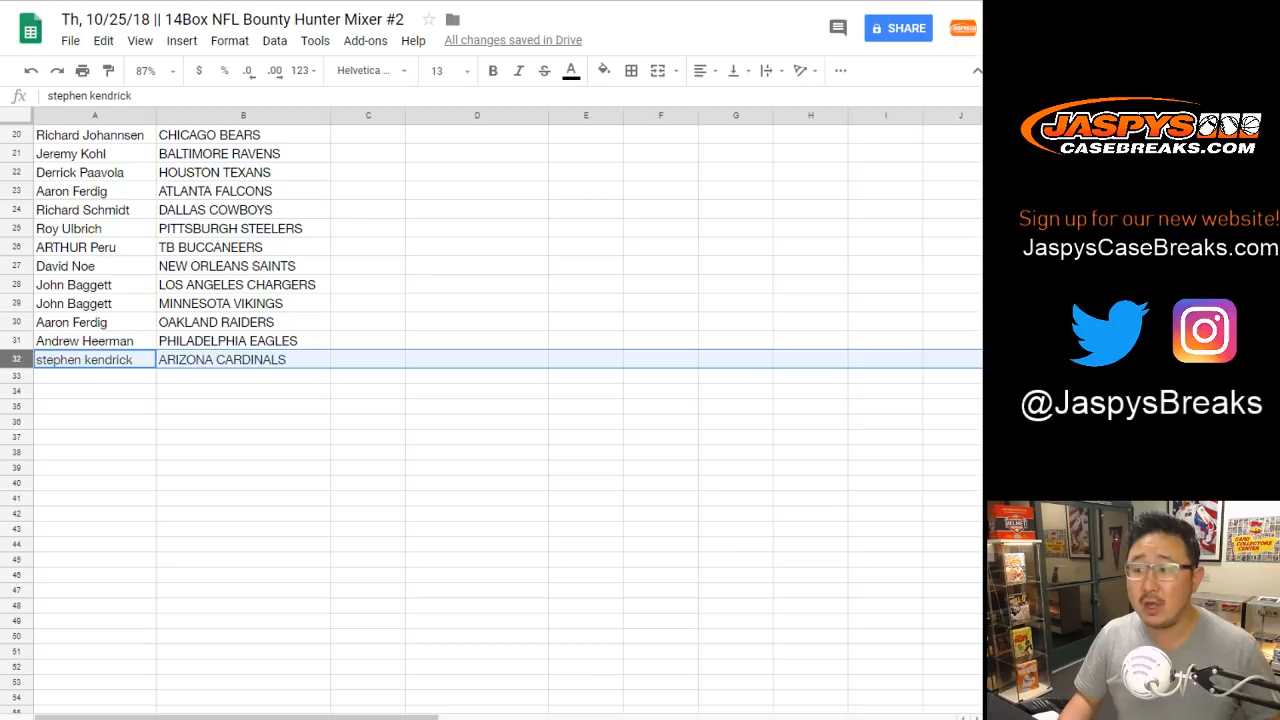 Th, 10/25/18 || 14Box NFL Bounty Hunter Mixer #2
File Edit View Insert Format Data Tools Add-ons Help All changes saved in Drive
SHARE
87% $ % .0 .00 123 Helvetica ... 13 B I S A
fx stephen kendrick
A B C D E F G H I J
20 Richard Johannsen CHICAGO BEARS
21 Jeremy Kohl BALTIMORE RAVENS
22 Derrick Paavola HOUSTON TEXANS
23 Aaron Ferdig ATLANTA FALCONS
24 Richard Schmidt DALLAS COWBOYS
25 Roy Ulbrich PITTSBURGH STEELERS
26 ARTHUR Peru TB BUCCANEERS
27 David Noe NEW ORLEANS SAINTS
28 John Baggett LOS ANGELES CHARGERS
29 John Baggett MINNESOTA VIKINGS
30 Aaron Ferdig OAKLAND RAIDERS
31 Andrew Heerman PHILADELPHIA EAGLES
32 stephen kendrick ARIZONA CARDINALS
33
34
35
36
37
38
39
40
41
42
43
44
45
46
47
48
49
50
51
52
53
54
JASPYS
CASEBREAKS.COM
Sign up for our new website!
JaspysCaseBreaks.com
@JaspysBreaks
HELMET
CARD
COLLECTORS
CENTER